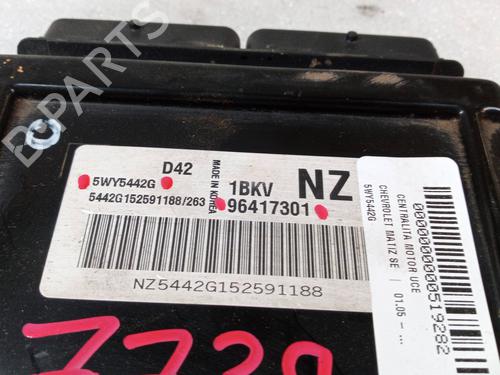 B-PARTS
D42
5WY5442G
5442G152591188/263
MADE IN KOREA
1BKV
NZ
96417301
NZ5442G152591188
0000000000519282
CENTRALITA MOTOR UCE
CHEVROLET MATIZ SE | 01.05 - ...
5WY5442G